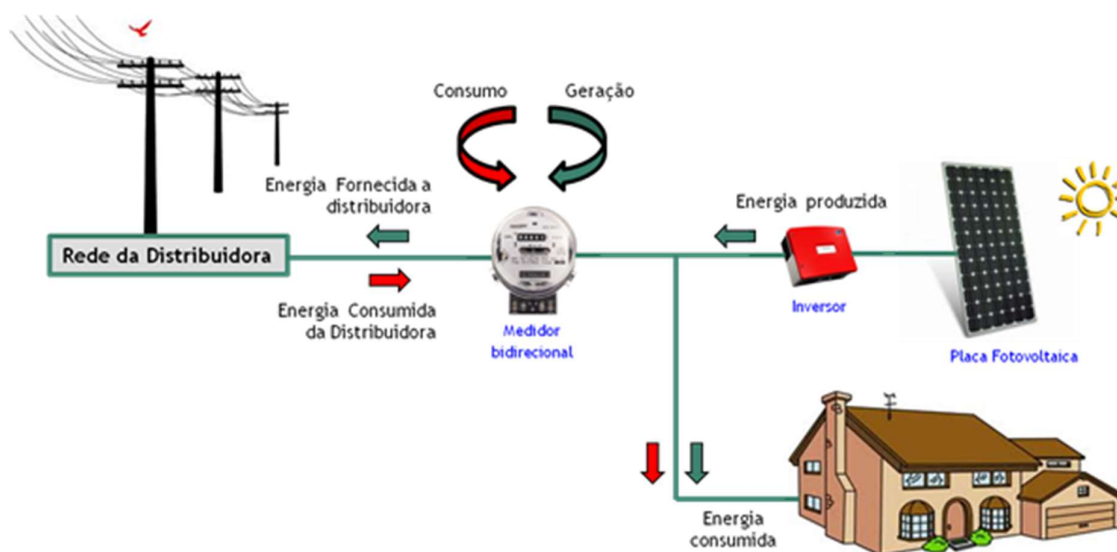 Consumo
Geração
Energia Fornecida a
distribuidora
Energia produzida
Rede da Distribuidora
Energia Consumida
da Distribuidora
Medidor
bidirecional
Inversor
Placa Fotovoltaica
Energia
consumida